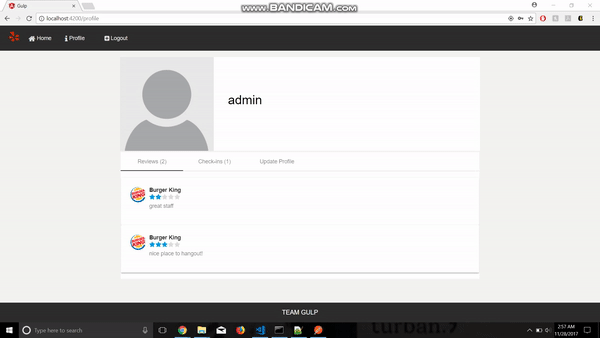 www.BANDICAM.com
Gulp
localhost:4200/profile
Home
Profile
Logout
admin
Reviews (2)
Check-ins (1)
Update Profile
Burger King
great staff
Burger King
nice place to hangout!
TEAM GULP
turban.
Type here to search
2:57 AM
11/28/2017